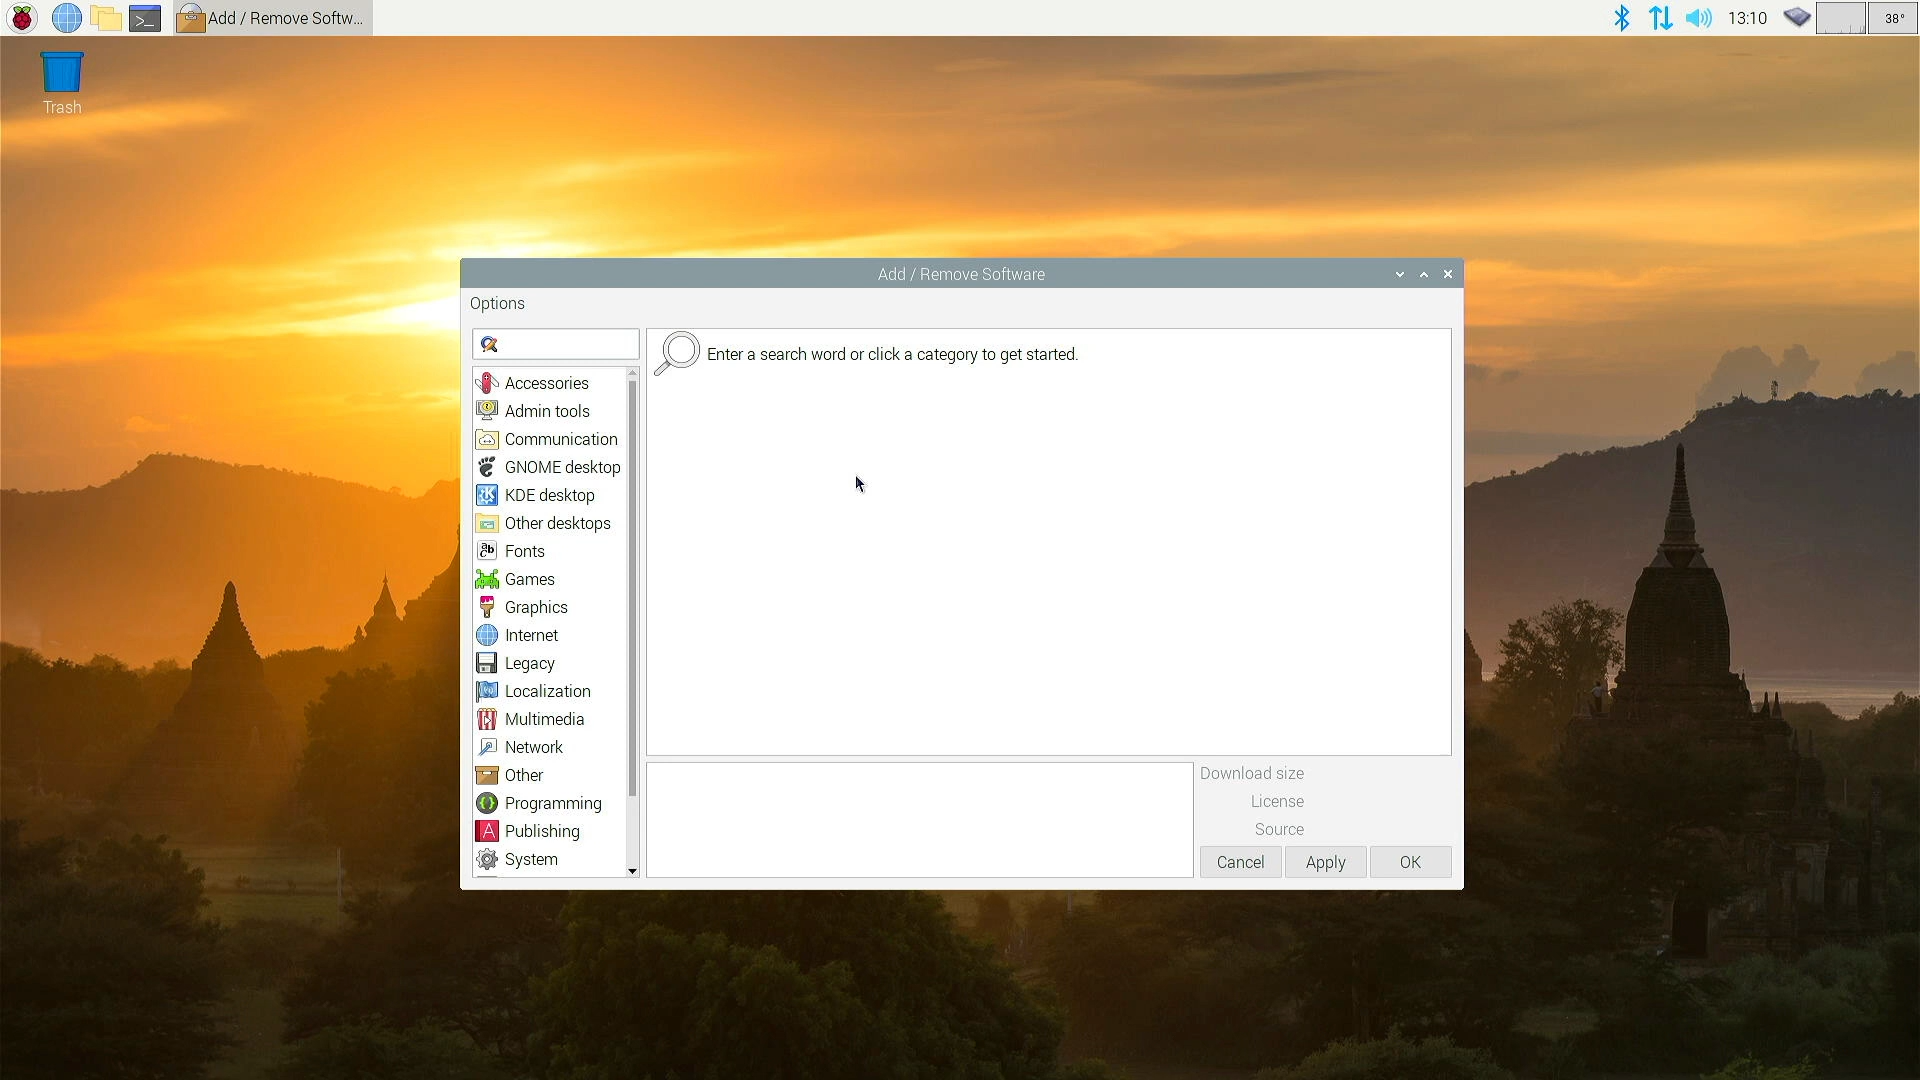 Add / Remove Softw...
13:10
38°
Trash
Add / Remove Software
Options
Enter a search word or click a category to get started.
Accessories
Admin tools
Communication
GNOME desktop
KDE desktop
Other desktops
Fonts
Games
Graphics
Internet
Legacy
Localization
Multimedia
Network
Other
Programming
Publishing
System
Download size
License
Source
Cancel
Apply
OK